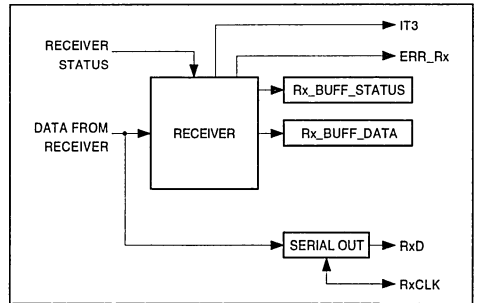 IT3
RECEIVER
STATUS
ERR_Rx
Rx_BUFF_STATUS
DATA FROM
RECEIVER
RECEIVER
Rx_BUFF_DATA
SERIAL OUT
RxD
RxCLK